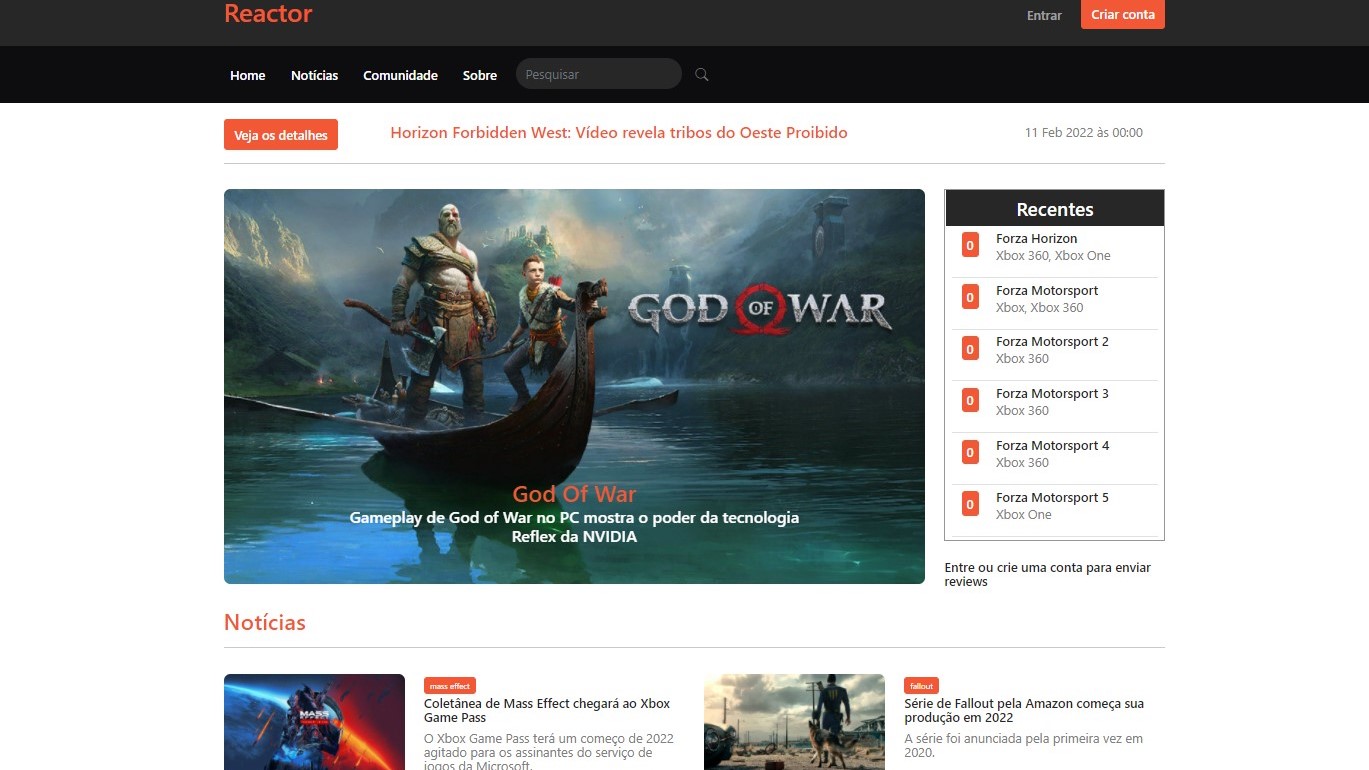 Reactor
Entrar
Criar conta
Home
Notícias
Comunidade
Sobre
Pesquisar
Veja os detalhes
Horizon Forbidden West: Vídeo revela tribos do Oeste Proibido
11 Feb 2022 às 00:00
GOD OF WAR
God Of War
Gameplay de God of War no PC mostra o poder da tecnologia
Reflex da NVIDIA
Recentes
0
Forza Horizon
Xbox 360, Xbox One
0
Forza Motorsport
Xbox, Xbox 360
0
Forza Motorsport 2
Xbox 360
0
Forza Motorsport 3
Xbox 360
0
Forza Motorsport 4
Xbox 360
0
Forza Motorsport 5
Xbox One
Entre ou crie uma conta para enviar
reviews
Notícias
MASS
mass effect
Coletânea de Mass Effect chegará ao Xbox
Game Pass
O Xbox Game Pass terá um começo de 2022
agitado para os assinantes do serviço de
jogos da Microsoft.
fallout
Série de Fallout pela Amazon começa sua
produção em 2022
A série foi anunciada pela primeira vez em
2020.